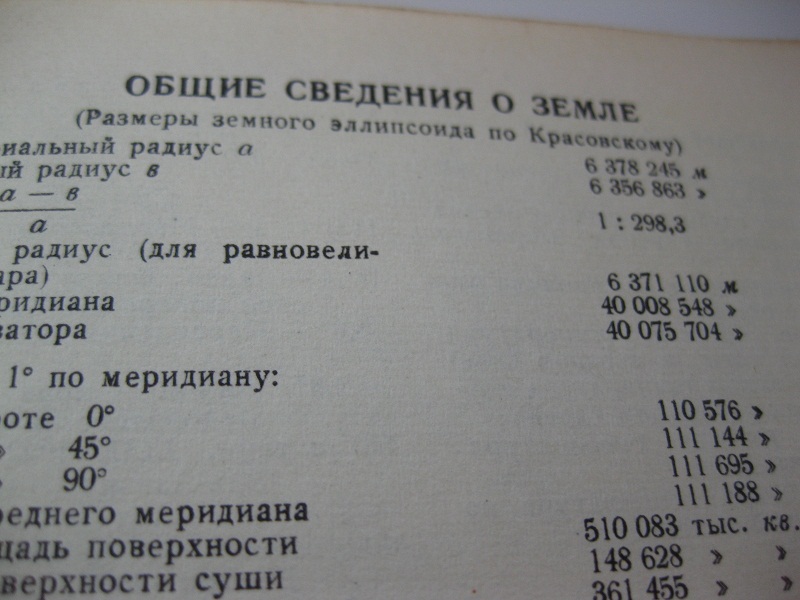 ОБЩИЕ СВЕДЕНИЯ О ЗЕМЛЕ
(Размеры земного эллипсоида по Красовскому)
риальный радиус а 6 378 245 м
ый радиус в 6 356 863 »
а — в
а 1 : 298,3
радиус (для равновели-
ара) 6 371 110 м
ридиана 40 008 548 »
ватора 40 075 704 »
1° по меридиану:
роте 0° 110 576 »
» 45° 111 144 »
» 90° 111 695 »
реднего меридиана 111 188 »
щадь поверхности 510 083 тыс. кв.
верхности суши 148 628 » »
361 455 » »